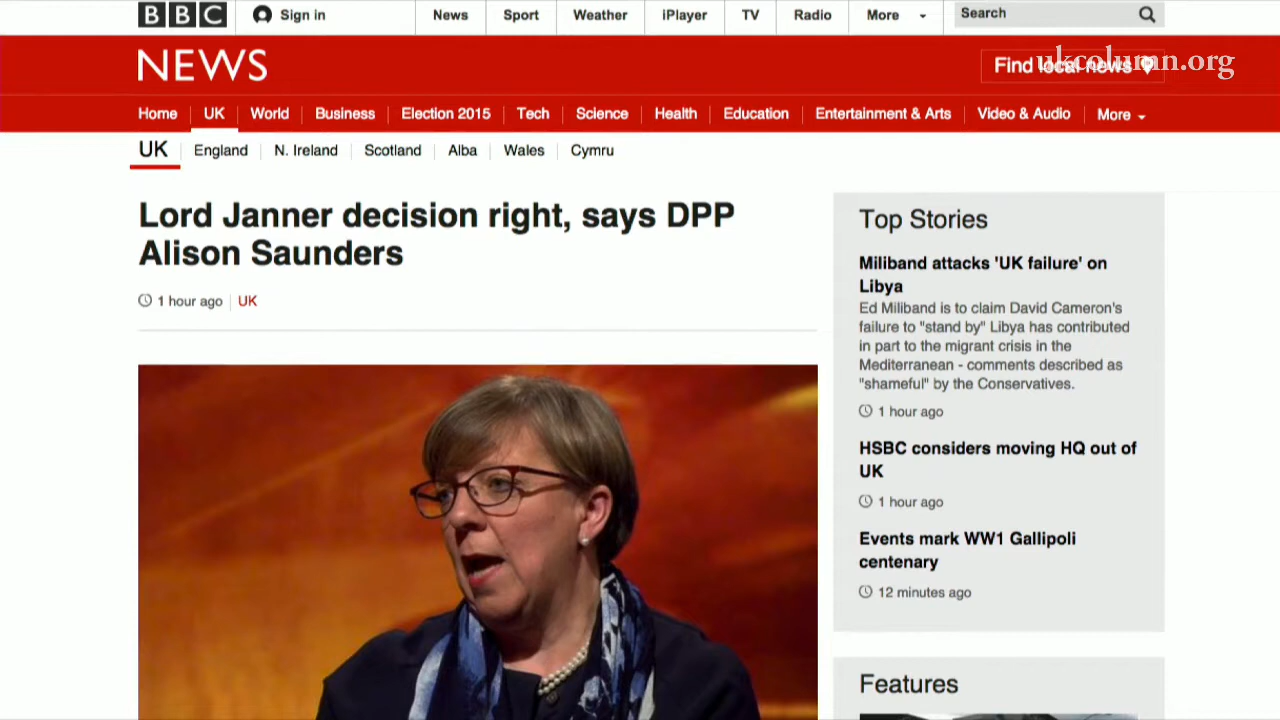 BBC
Sign in
News
Sport
Weather
iPlayer
TV
Radio
More
Search
NEWS
Find local news
ukcolumn.org
Home
UK
World
Business
Election 2015
Tech
Science
Health
Education
Entertainment & Arts
Video & Audio
More
UK
England
N. Ireland
Scotland
Alba
Wales
Cymru
Lord Janner decision right, says DPP
Alison Saunders
1 hour ago
UK
Top Stories
Miliband attacks 'UK failure' on
Libya
Ed Miliband is to claim David Cameron's
failure to "stand by" Libya has contributed
in part to the migrant crisis in the
Mediterranean - comments described as
"shameful" by the Conservatives.
1 hour ago
HSBC considers moving HQ out of
UK
1 hour ago
Events mark WW1 Gallipoli
centenary
12 minutes ago
Features